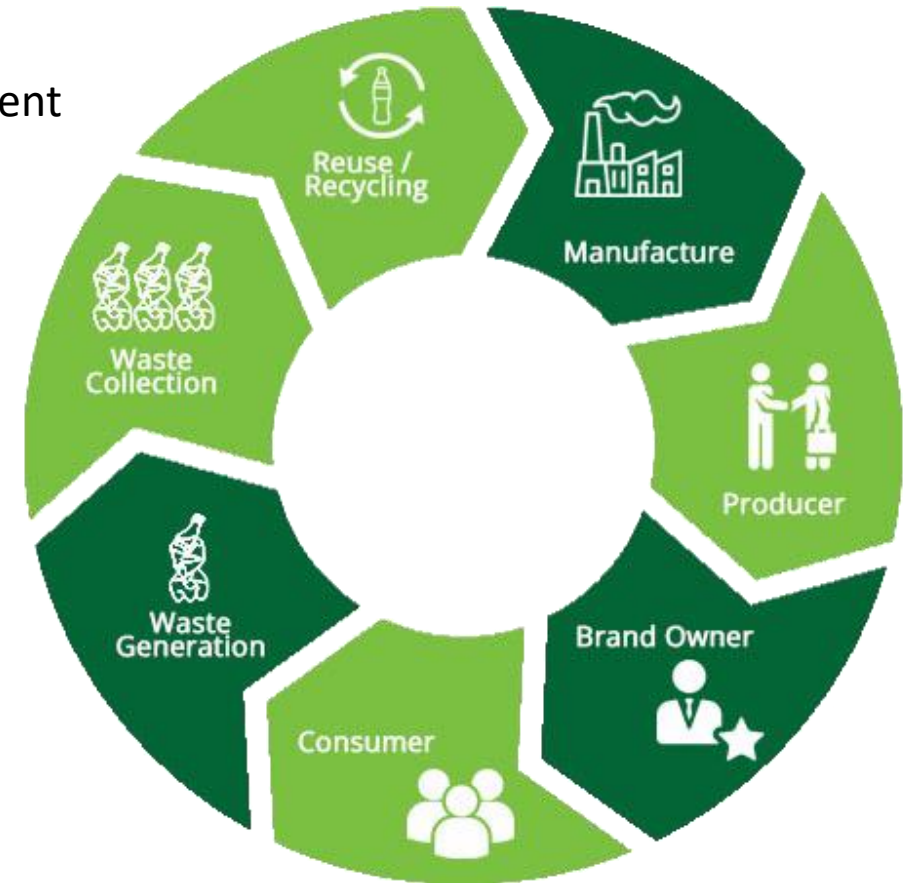 ent
Reuse /
Recycling
Manufacture
Waste
Collection
Producer
Waste
Generation
Brand Owner
Consumer